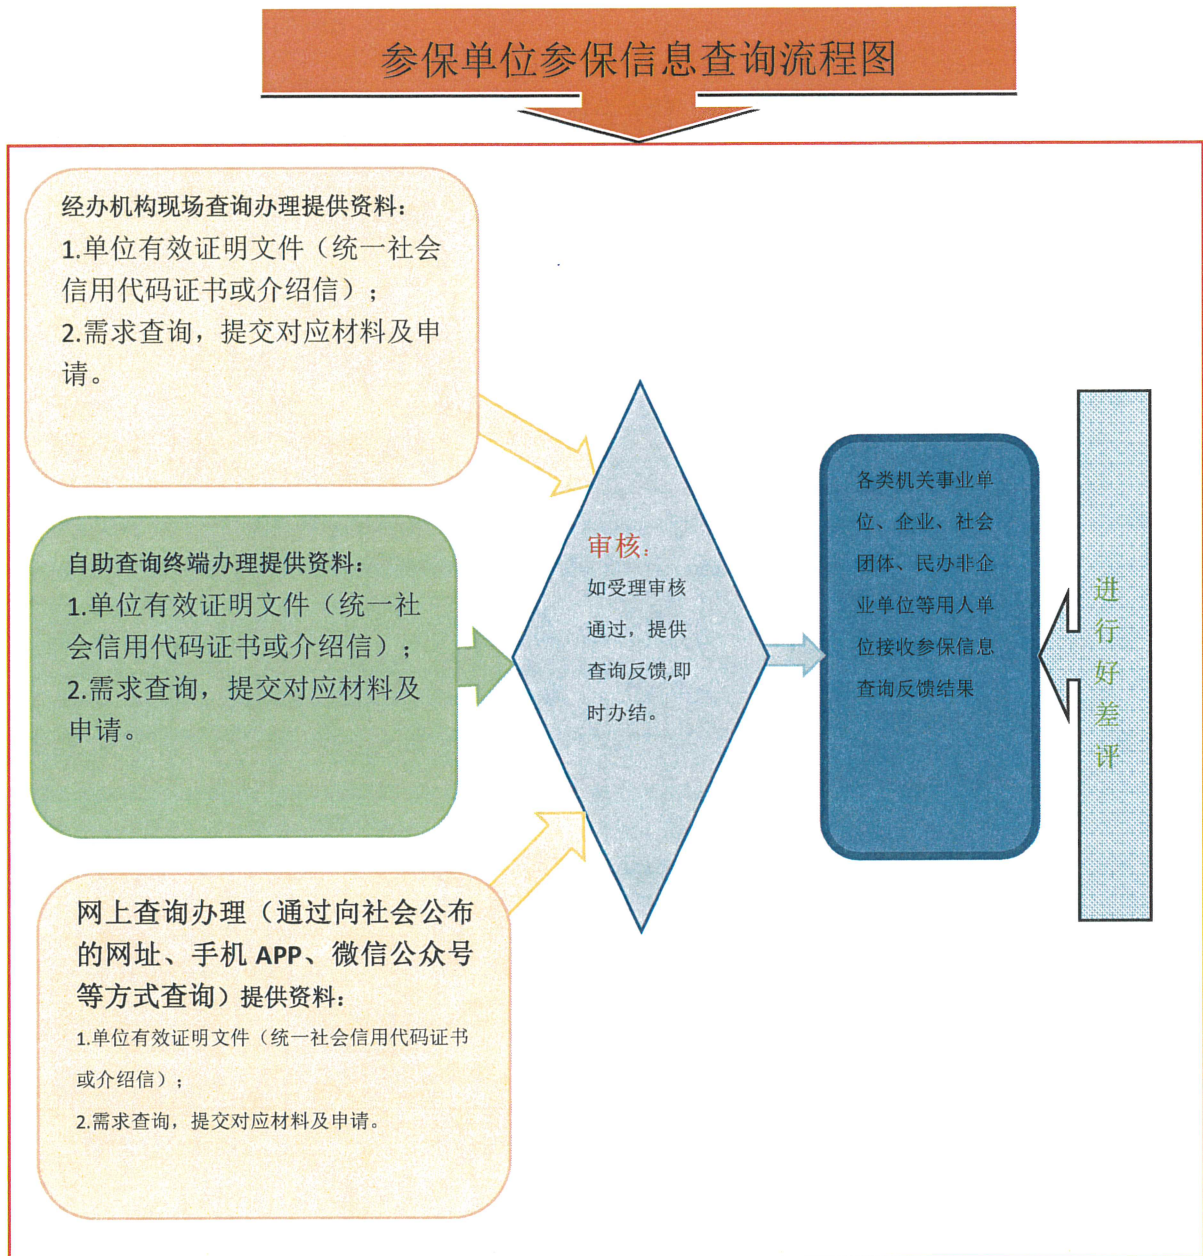 参保单位参保信息查询流程图
经办机构现场查询办理提供资料：
1.单位有效证明文件（统一社会
信用代码证书或介绍信）；
2.需求查询，提交对应材料及申
请。
自助查询终端办理提供资料：
1.单位有效证明文件（统一社
会信用代码证书或介绍信）；
2.需求查询，提交对应材料及
申请。
网上查询办理（通过向社会公布
的网址、手机 APP、微信公众号
等方式查询）提供资料：
1.单位有效证明文件（统一社会信用代码证书
或介绍信）；
2.需求查询，提交对应材料及申请。
审核：
如受理审核
通过，提供
查询反馈,即
时办结。
各类机关事业单
位、企业、社会
团体、民办非企
业单位等用人单
位接收参保信息
查询反馈结果
进行好差评